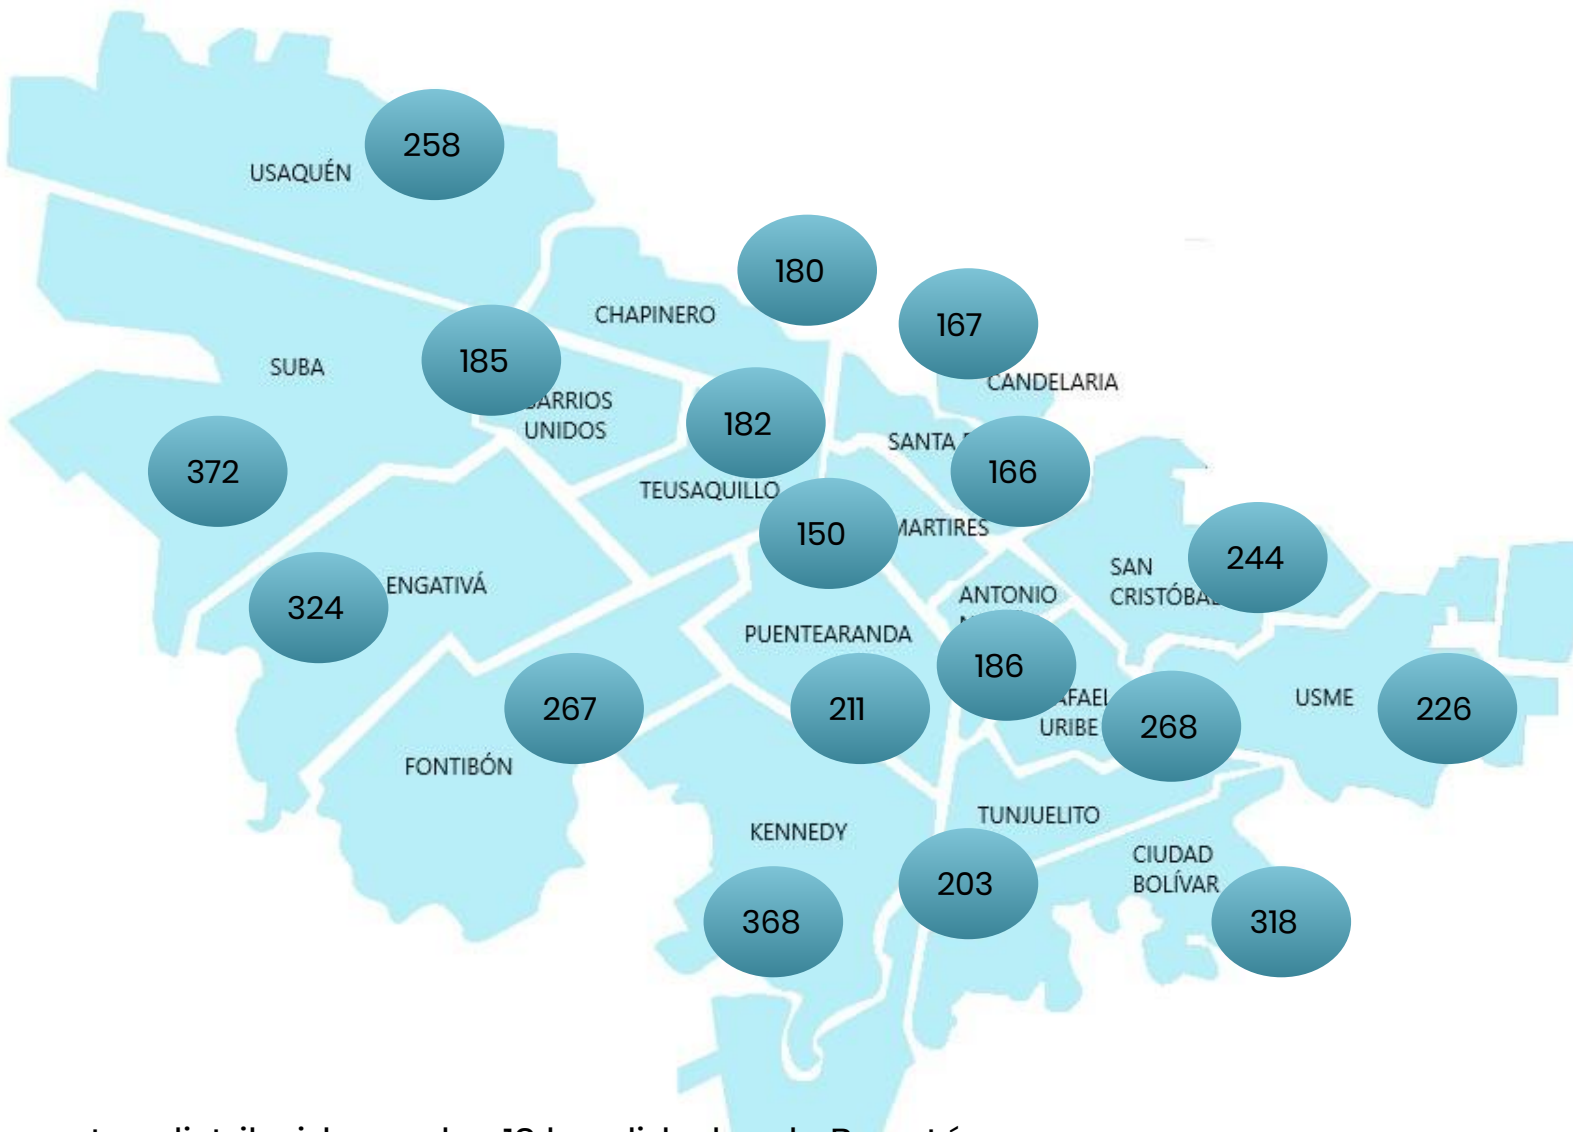 258
USAQUÉN
180
CHAPINERO
167
CANDELARIA
185
SUBA
UNIDOS
182
SANTA
166
372
TEUSAQUILLO
150
MARTIRES
244
SAN
324
ENGATIVÁ
ANTONIO
PUENTEARANDA
186
267
211
URIBE
268
USME
226
FONTIBÓN
KENNEDY
TUNJUELITO
203
CIUDAD
BOLÍVAR
368
318